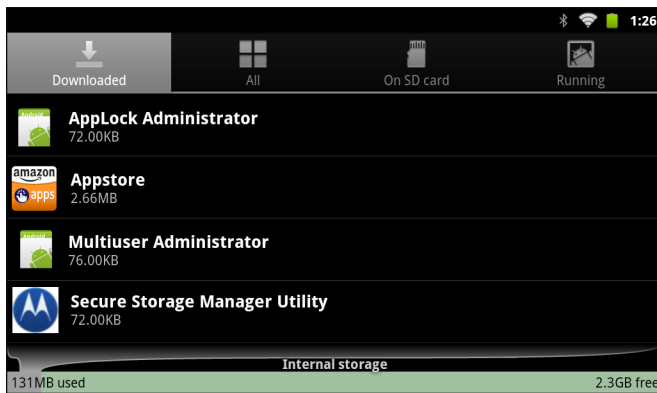 1:26
Downloaded
All
On SD card
Running
AppLock Administrator
72.00KB
amazon
apps
Appstore
2.66MB
Multiuser Administrator
76.00KB
Secure Storage Manager Utility
72.00KB
Internal storage
131MB used
2.3GB free